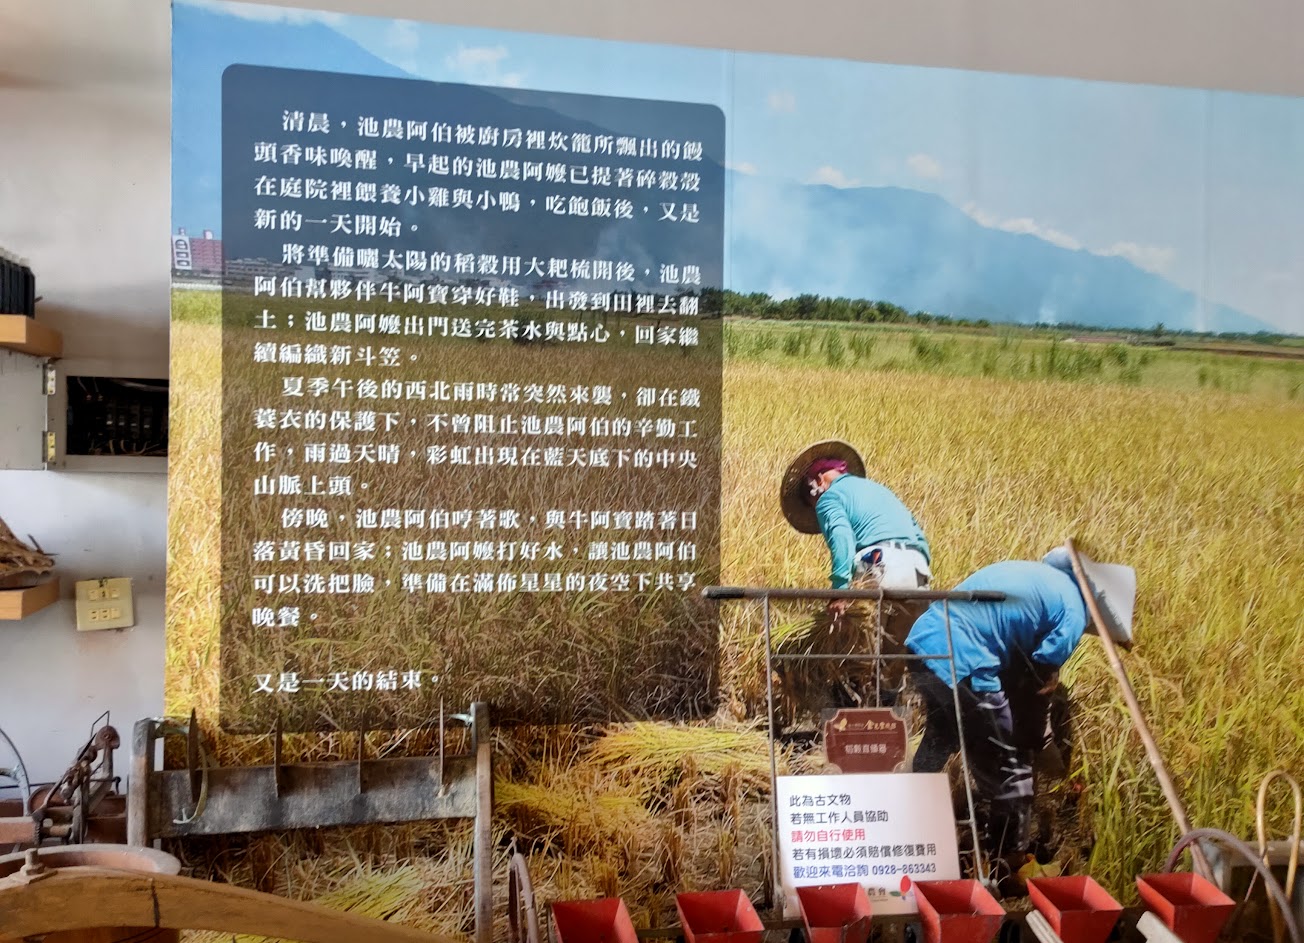 清晨，池農阿伯被廚房裡炊籠所飄出的饅
頭香味喚醒，早起的池農阿嬤已提著碎穀殼
在庭院裡餵養小雞與小鴨，吃飽飯後，又是
新的一天開始。
將準備曬太陽的稻穀用大耙梳開後，池農
阿伯幫夥伴牛阿寶穿好鞋，出發到田裡去翻
土；池農阿嬤出門送完茶水與點心，回家繼
續編織新斗笠。
夏季午後的西北雨時常突然來襲，卻在鐵
蓑衣的保護下，不曾阻止池農阿伯的辛勤工
作，雨過天晴，彩虹出現在藍天底下的中央
山脈上頭。
傍晚，池農阿伯哼著歌，與牛阿寶踏著日
落黃昏回家；池農阿嬤打好水，讓池農阿伯
可以洗把臉，準備在滿佈星星的夜空下共享
晚餐。
又是一天的結束。
此為古文物
若無工作人員協助
請勿自行使用
若有損壞必須賠償修復費用
歡迎來電洽詢 0928-863343
農會